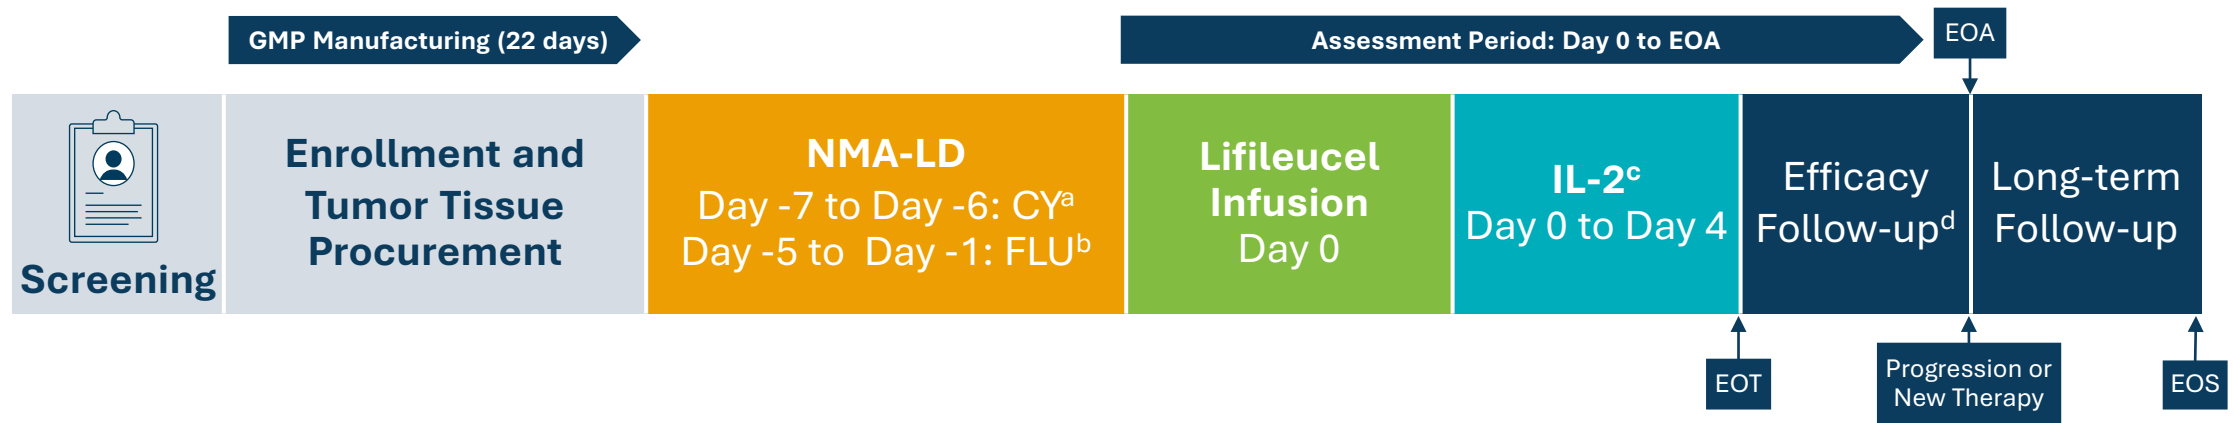 GMP Manufacturing (22 days)
Assessment Period: Day 0 to EOA
EOA
Screening
Enrollment and
Tumor Tissue
Procurement
NMA-LD
Day -7 to Day -6: CYᵃ
Day -5 to  Day -1: FLUᵇ
Lifileucel
Infusion
Day 0
IL-2ᶜ
Day 0 to Day 4
Efficacy
Follow-upᵈ
Long-term
Follow-up
EOT
Progression or
New Therapy
EOS